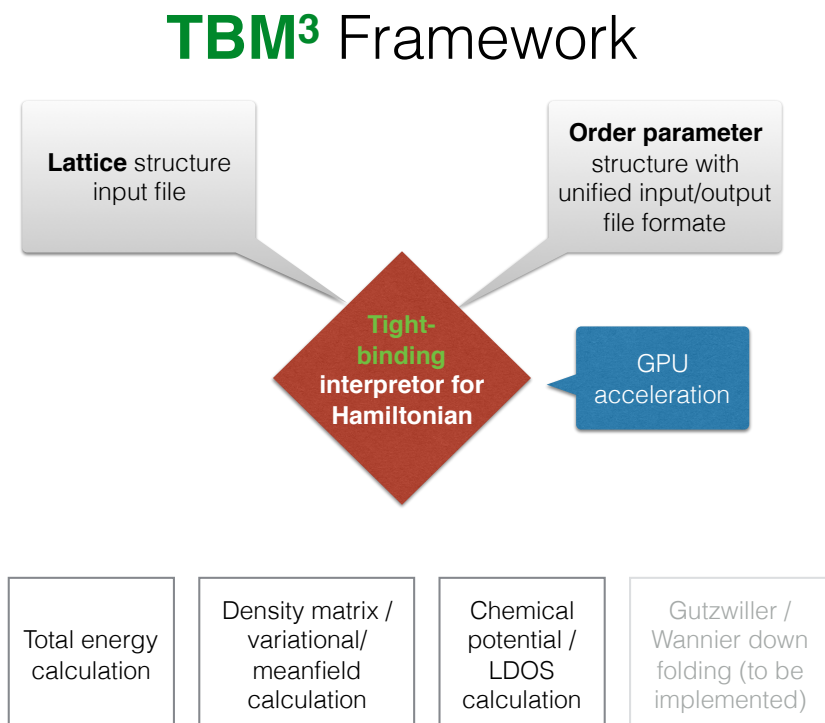 TBM³ Framework
Lattice structure
input file
Order parameter
structure with
unified input/output
file formate
Tight-
binding
interpretor for
Hamiltonian
GPU
acceleration
Total energy
calculation
Density matrix /
variational/
meanfield
calculation
Chemical
potential /
LDOS
calculation
Gutzwiller /
Wannier down
folding (to be
implemented)